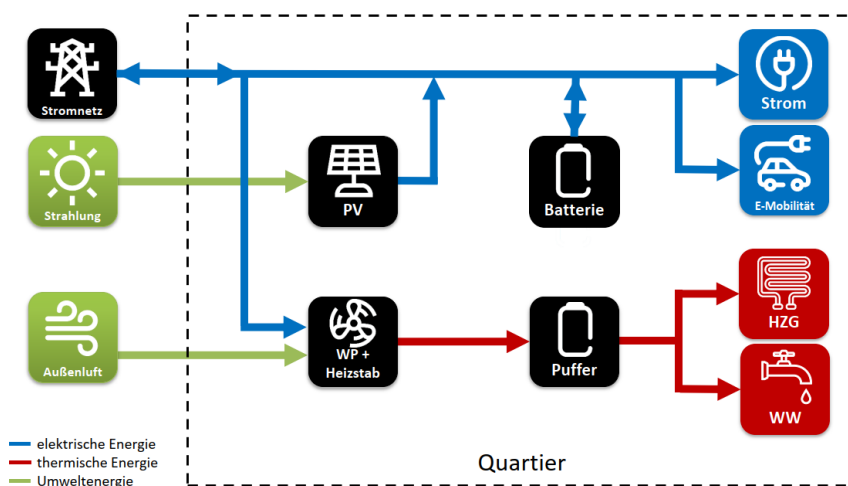 Stromnetz
Strom
Strahlung
PV
Batterie
E-Mobilität
Außenluft
WP +
Heizstab
Puffer
HZG
WW
elektrische Energie
thermische Energie
Umweltenergie
Quartier